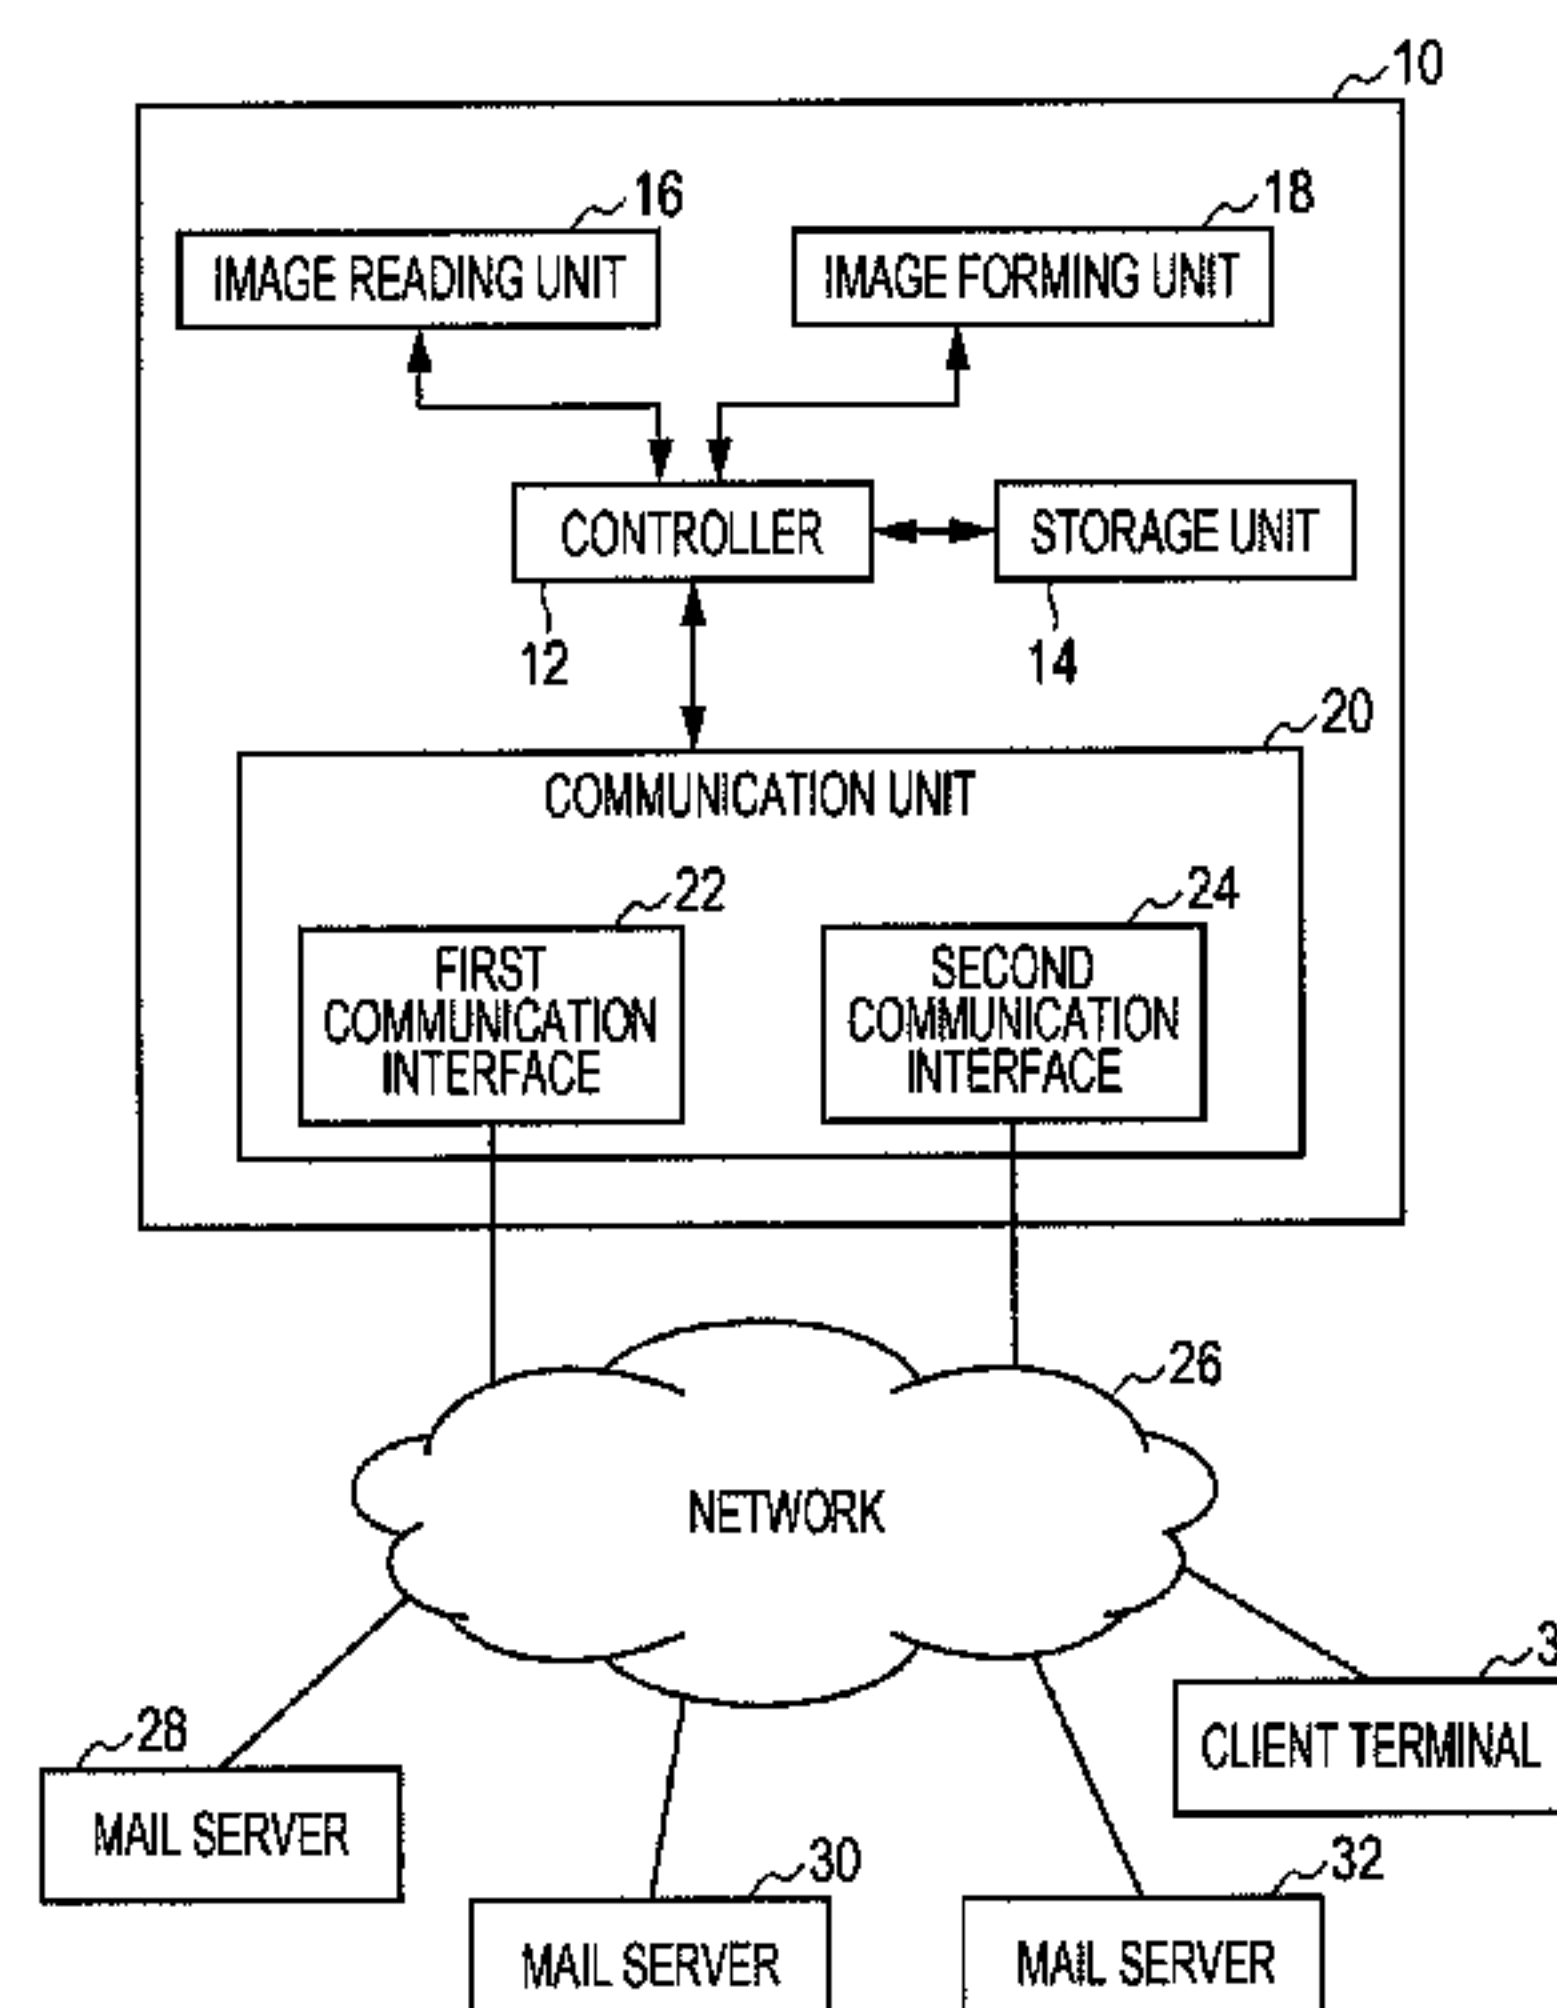 10
16
18
IMAGE READING UNIT
IMAGE FORMING UNIT
CONTROLLER
STORAGE UNIT
12
14
20
COMMUNICATION UNIT
22
24
FIRST
COMMUNICATION
INTERFACE
SECOND
COMMUNICATION
INTERFACE
26
NETWORK
28
MAIL SERVER
CLIENT TERMINAL
30
32
MAIL SERVER
MAIL SERVER